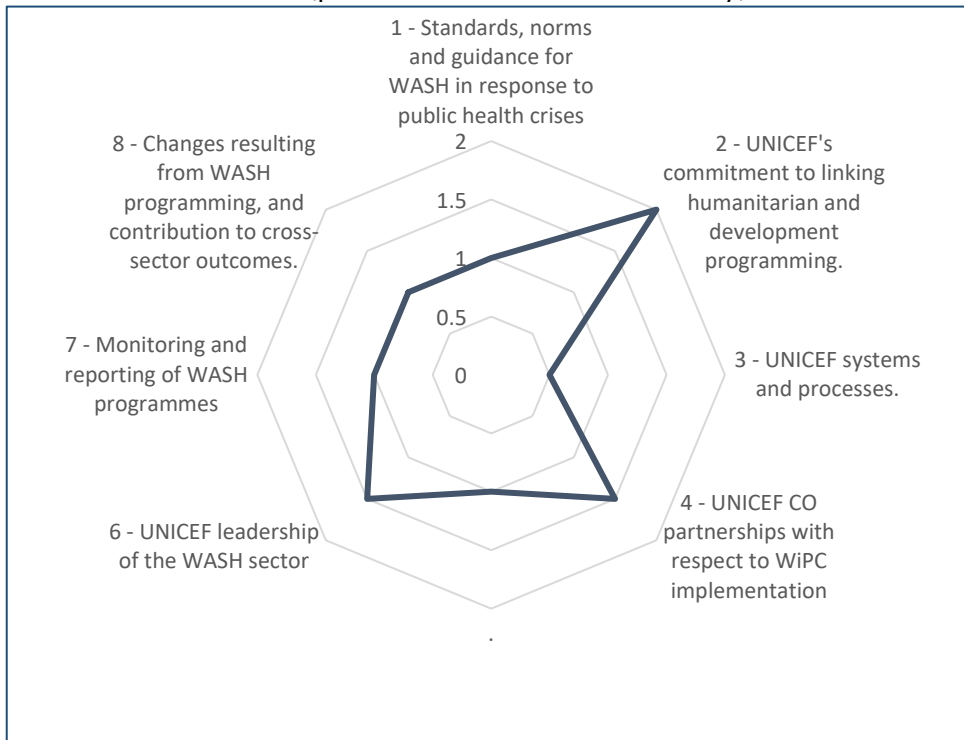 1 - Standards, norms
and guidance for
WASH in response to
public health crises
2 - UNICEF's
commitment to linking
humanitarian and
development
programming.
3 - UNICEF systems
and processes.
4 - UNICEF CO
partnerships with
respect to WiPC
implementation
.
6 - UNICEF leadership
of the WASH sector
7 - Monitoring and
reporting of WASH
programmes
8 - Changes resulting
from WASH
programming, and
contribution to cross-
sector outcomes.
2
1.5
1
0.5
0